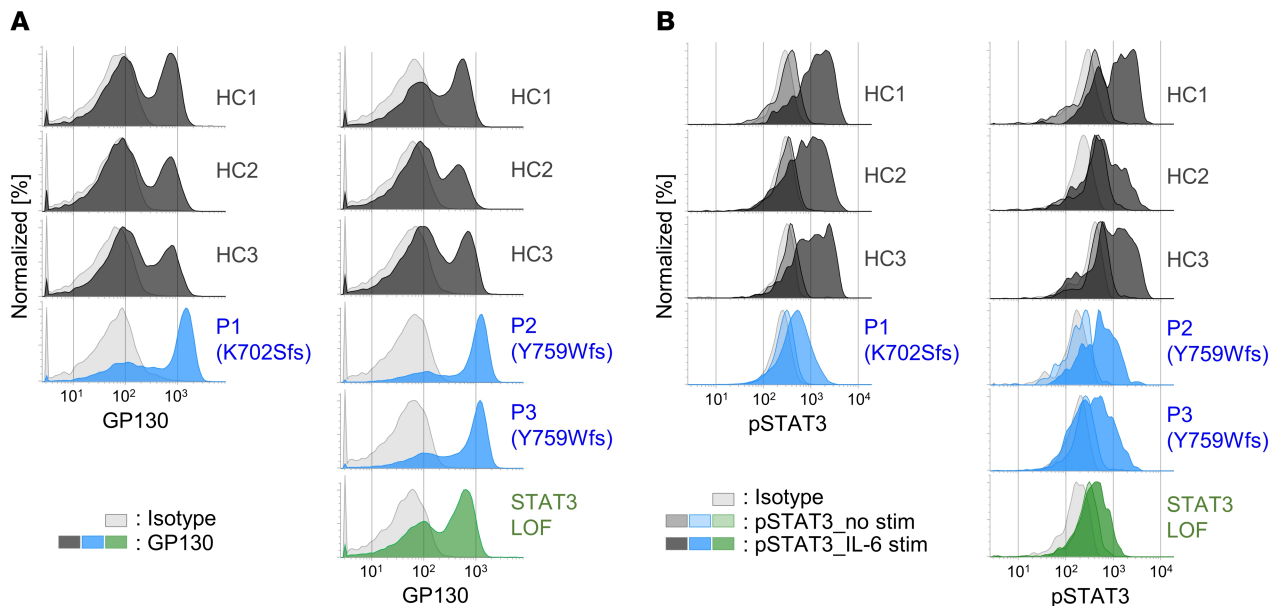 A
Normalized [%]
HC1
HC2
HC3
P1
(K702Sfs)
10¹ 10² 10³
GP130
: Isotype
: GP130
HC1
HC2
HC3
P2
(Y759Wfs)
P3
(Y759Wfs)
STAT3
LOF
10¹ 10² 10³
GP130
B
Normalized [%]
HC1
HC2
HC3
P1
(K702Sfs)
10¹ 10² 10³ 10⁴
pSTAT3
: Isotype
: pSTAT3_no stim
: pSTAT3_IL-6 stim
HC1
HC2
HC3
P2
(Y759Wfs)
P3
(Y759Wfs)
STAT3
LOF
10¹ 10² 10³ 10⁴
pSTAT3